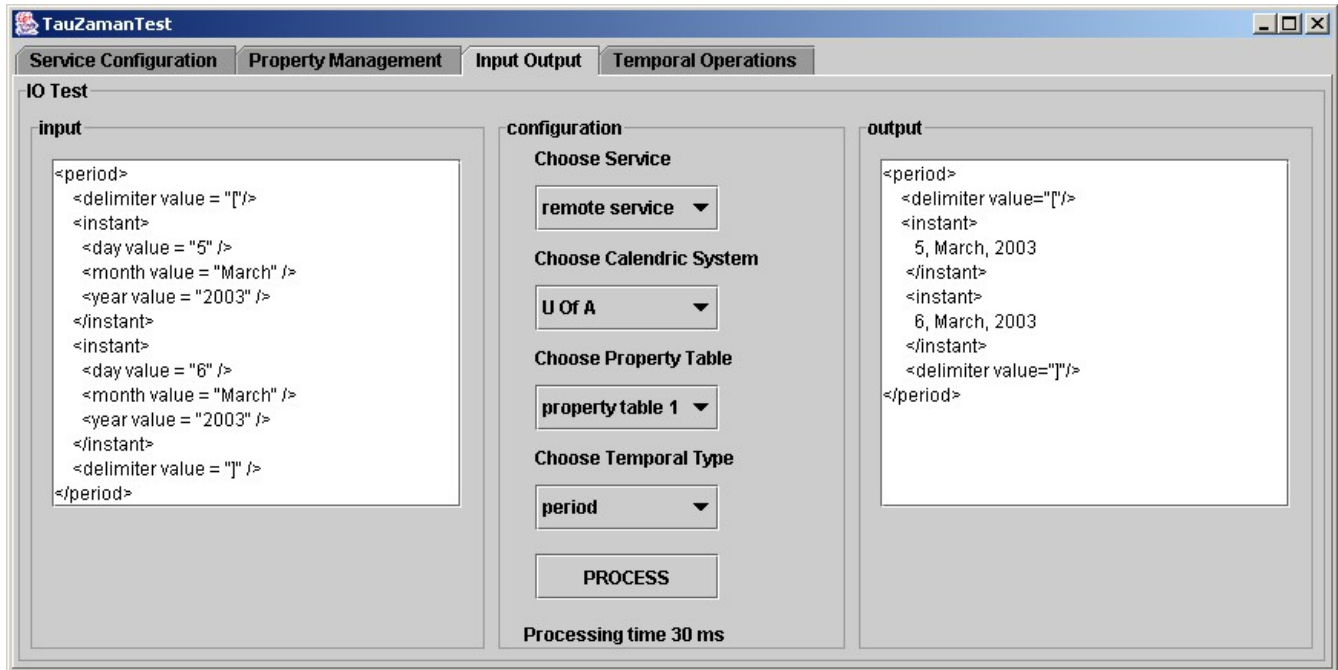 TauZamanTest
Service Configuration
Property Management
Input Output
Temporal Operations
IO Test
input
<period>
<delimiter value = "["/>
<instant>
<day value = "5" />
<month value = "March" />
<year value = "2003" />
</instant>
<instant>
<day value = "6" />
<month value = "March" />
<year value = "2003" />
</instant>
<delimiter value = "]" />
</period>
configuration
Choose Service
remote service
Choose Calendric System
U Of A
Choose Property Table
property table 1
Choose Temporal Type
period
PROCESS
Processing time 30 ms
output
<period>
<delimiter value="["/>
<instant>
5, March, 2003
</instant>
<instant>
6, March, 2003
</instant>
<delimiter value="]"/>
</period>